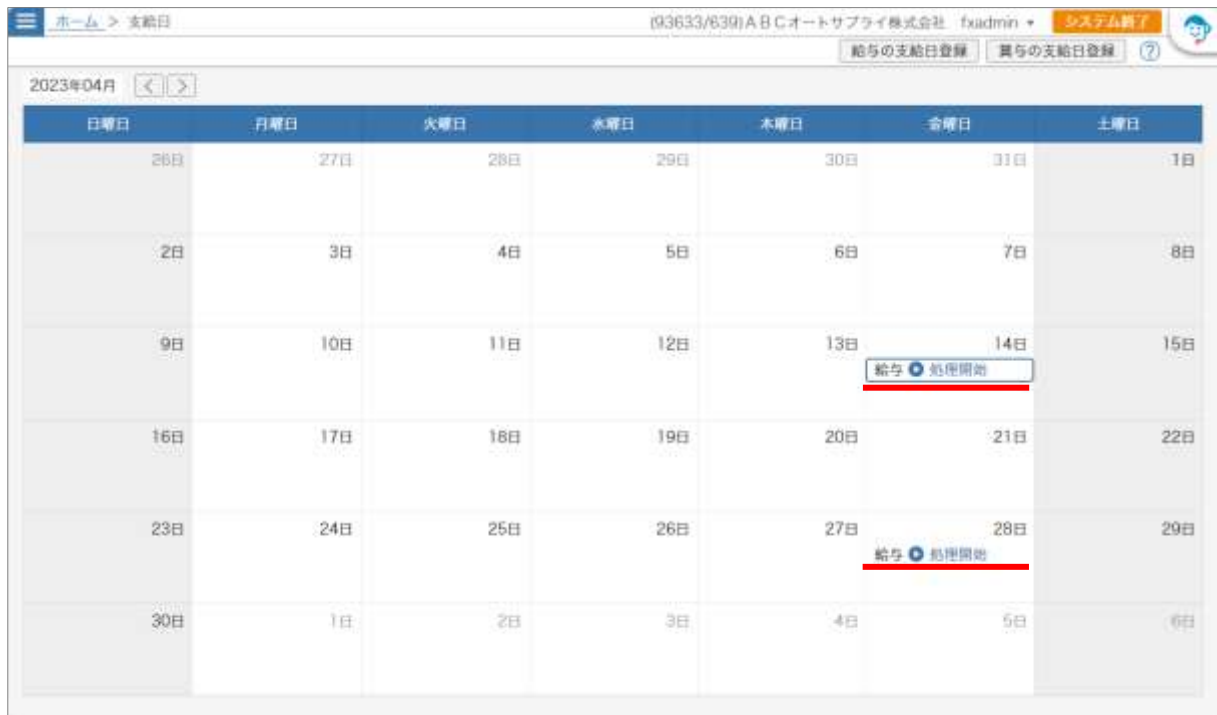 ホーム > 支給日 (93633/639)ＡＢＣオートサプライ株式会社 fxadmin システム終了
給与の支給日登録 賞与の支給日登録 ?
2023年04月 < >
日曜日 月曜日 火曜日 水曜日 木曜日 金曜日 土曜日
26日 27日 28日 29日 30日 31日 1日
2日 3日 4日 5日 6日 7日 8日
9日 10日 11日 12日 13日 14日 15日
給与 処理開始
16日 17日 18日 19日 20日 21日 22日
23日 24日 25日 26日 27日 28日 29日
給与 処理開始
30日 1日 2日 3日 4日 5日 6日